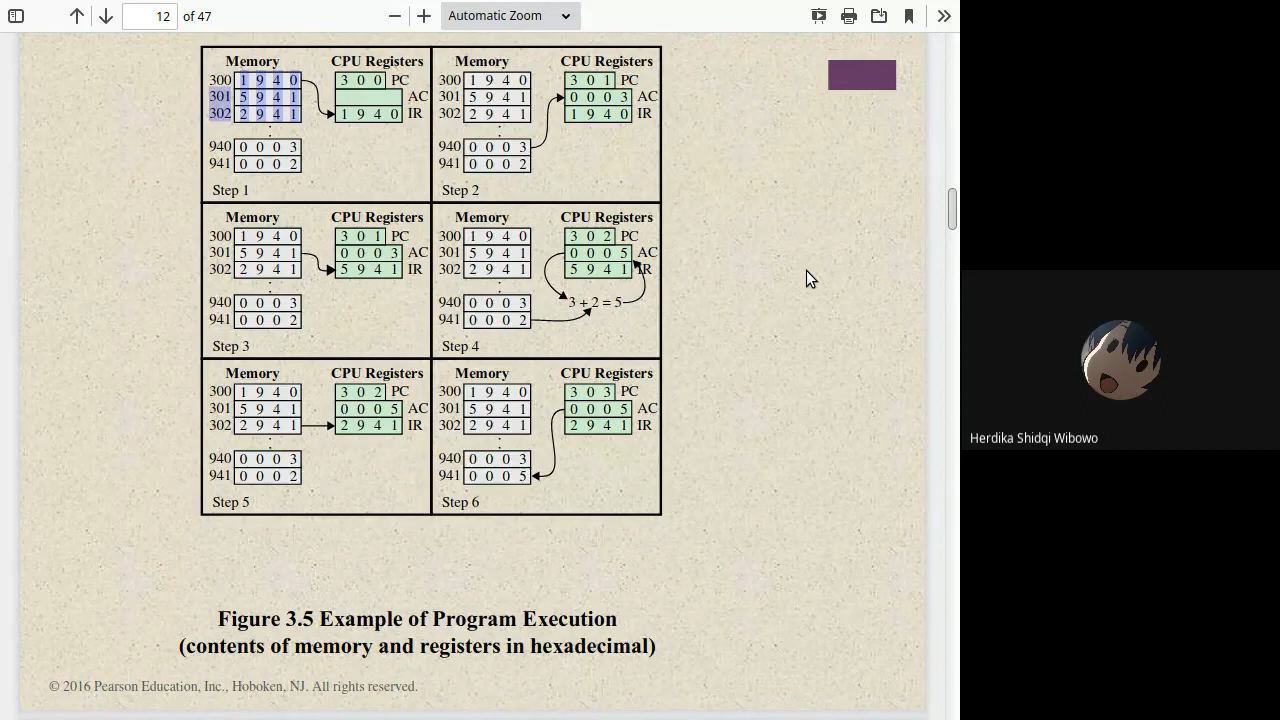 12 of 47 Automatic Zoom
Memory CPU Registers
300 1 9 4 0 3 0 0 PC
301 5 9 4 1 AC
302 2 9 4 1 1 9 4 0 IR
940 0 0 0 3
941 0 0 0 2
Step 1
Memory CPU Registers
300 1 9 4 0 3 0 1 PC
301 5 9 4 1 0 0 0 3 AC
302 2 9 4 1 1 9 4 0 IR
940 0 0 0 3
941 0 0 0 2
Step 2
Memory CPU Registers
300 1 9 4 0 3 0 1 PC
301 5 9 4 1 0 0 0 3 AC
302 2 9 4 1 5 9 4 1 IR
940 0 0 0 3
941 0 0 0 2
Step 3
Memory CPU Registers
300 1 9 4 0 3 0 2 PC
301 5 9 4 1 0 0 0 5 AC
302 2 9 4 1 5 9 4 1 IR
940 0 0 0 3 3 + 2 = 5
941 0 0 0 2
Step 4
Memory CPU Registers
300 1 9 4 0 3 0 2 PC
301 5 9 4 1 0 0 0 5 AC
302 2 9 4 1 2 9 4 1 IR
940 0 0 0 3
941 0 0 0 2
Step 5
Memory CPU Registers
300 1 9 4 0 3 0 3 PC
301 5 9 4 1 0 0 0 5 AC
302 2 9 4 1 2 9 4 1 IR
940 0 0 0 3
941 0 0 0 5
Step 6
Figure 3.5 Example of Program Execution
(contents of memory and registers in hexadecimal)
© 2016 Pearson Education, Inc., Hoboken, NJ. All rights reserved.
Herdika Shidqi Wibowo